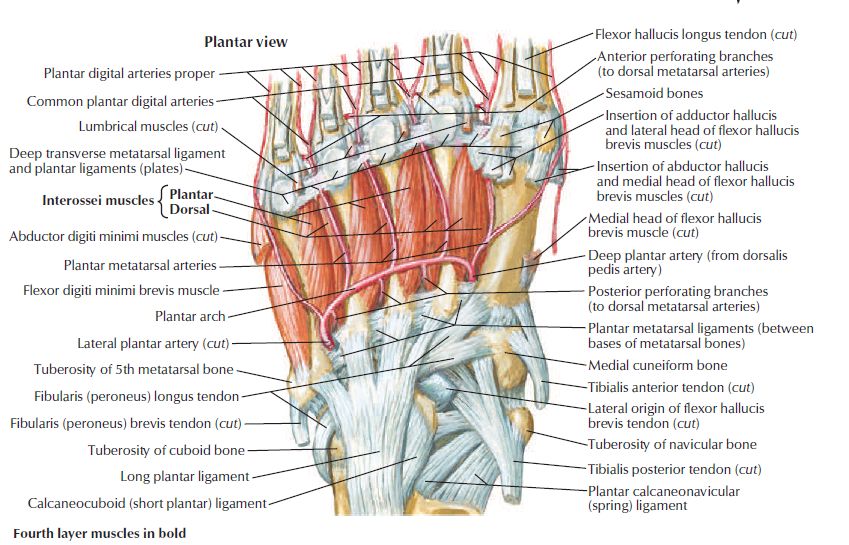 Plantar view
Plantar digital arteries proper
Common plantar digital arteries
Lumbrical muscles (cut)
Deep transverse metatarsal ligament
and plantar ligaments (plates)
Interossei muscles { Plantar
Dorsal
Abductor digiti minimi muscles (cut)
Plantar metatarsal arteries
Flexor digiti minimi brevis muscle
Plantar arch
Lateral plantar artery (cut)
Tuberosity of 5th metatarsal bone
Fibularis (peroneus) longus tendon
Fibularis (peroneus) brevis tendon (cut)
Tuberosity of cuboid bone
Long plantar ligament
Calcaneocuboid (short plantar) ligament
Fourth layer muscles in bold
Flexor hallucis longus tendon (cut)
Anterior perforating branches
(to dorsal metatarsal arteries)
Sesamoid bones
Insertion of adductor hallucis
and lateral head of flexor hallucis
brevis muscles (cut)
Insertion of abductor hallucis
and medial head of flexor hallucis
brevis muscles (cut)
Medial head of flexor hallucis
brevis muscle (cut)
Deep plantar artery (from dorsalis
pedis artery)
Posterior perforating branches
(to dorsal metatarsal arteries)
Plantar metatarsal ligaments (between
bases of metatarsal bones)
Medial cuneiform bone
Tibialis anterior tendon (cut)
Lateral origin of flexor hallucis
brevis tendon (cut)
Tuberosity of navicular bone
Tibialis posterior tendon (cut)
Plantar calcaneonavicular
(spring) ligament